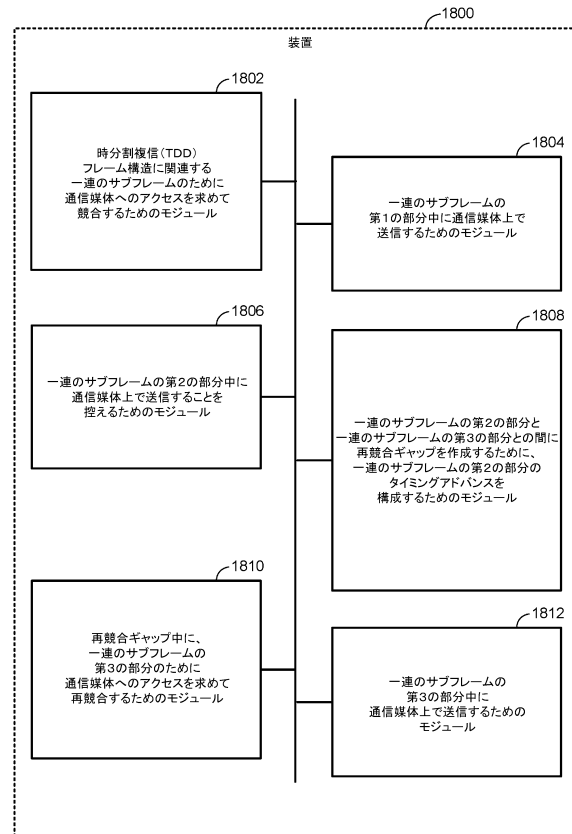 1800
装置
1802
時分割複信(TDD)
フレーム構造に関連する
一連のサブフレームのために
通信媒体へのアクセスを求めて
競合するためのモジュール
1804
一連のサブフレームの
第1の部分中に通信媒体上で
送信するためのモジュール
1806
一連のサブフレームの第2の部分中に
通信媒体上で送信することを
控えるためのモジュール
1808
一連のサブフレームの第2の部分と
一連のサブフレームの第3の部分との間に
再競合ギャップを作成するために、
一連のサブフレームの第2の部分の
タイミングアドバンスを
構成するためのモジュール
1810
再競合ギャップ中に、
一連のサブフレームの
第3の部分のために
通信媒体へのアクセスを求めて
再競合するためのモジュール
1812
一連のサブフレームの
第3の部分中に
通信媒体上で送信するための
モジュール